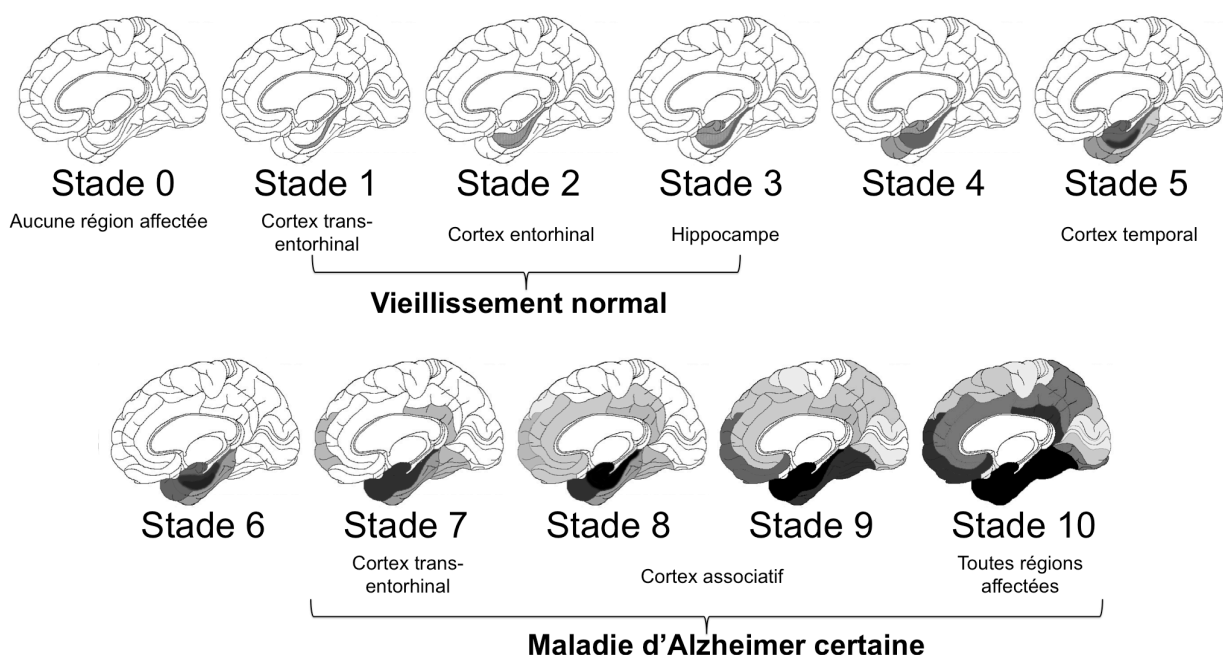 Stade 0
Stade 1
Stade 2
Stade 3
Stade 4
Stade 5
Aucune région affectée
Cortex trans-
entorhinal
Cortex entorhinal
Hippocampe
Cortex temporal
Vieillissement normal
Stade 6
Stade 7
Stade 8
Stade 9
Stade 10
Cortex trans-
entorhinal
Cortex associatif
Toutes régions
affectées
Maladie d’Alzheimer certaine